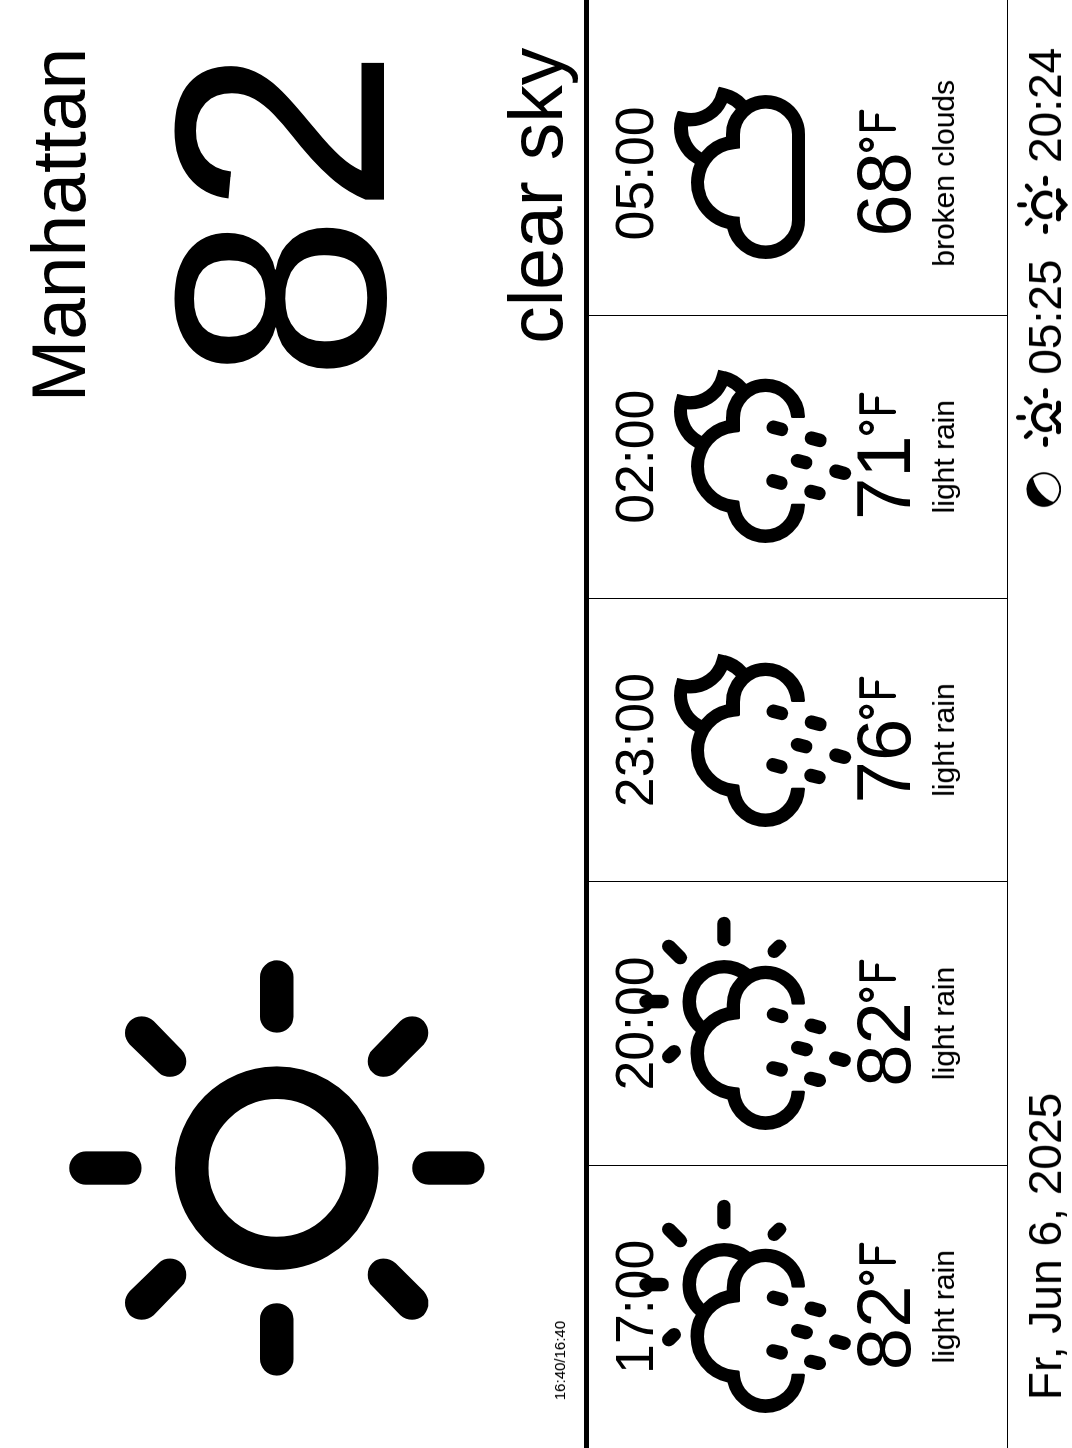 Manhattan
82
clear sky
16:40/16:40
17:00
82°F
light rain
20:00
82°F
light rain
23:00
76°F
light rain
02:00
71°F
light rain
05:00
68°F
broken clouds
Fr, Jun 6, 2025
05:25
20:24